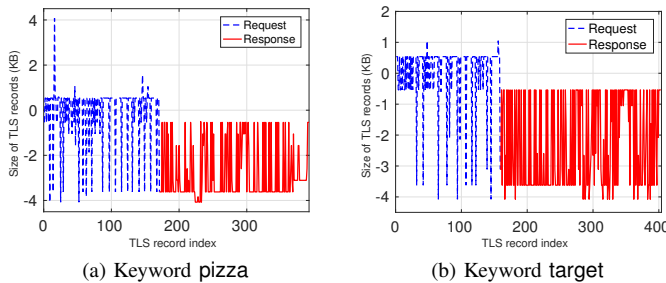 Request
Response
Size of TLS records (KB)
4
2
0
-2
-4
0
100
200
300
TLS record index
(a) Keyword pizza
Request
Response
Size of TLS records (KB)
2
1
0
-1
-2
-3
-4
0
100
200
300
400
TLS record index
(b) Keyword target